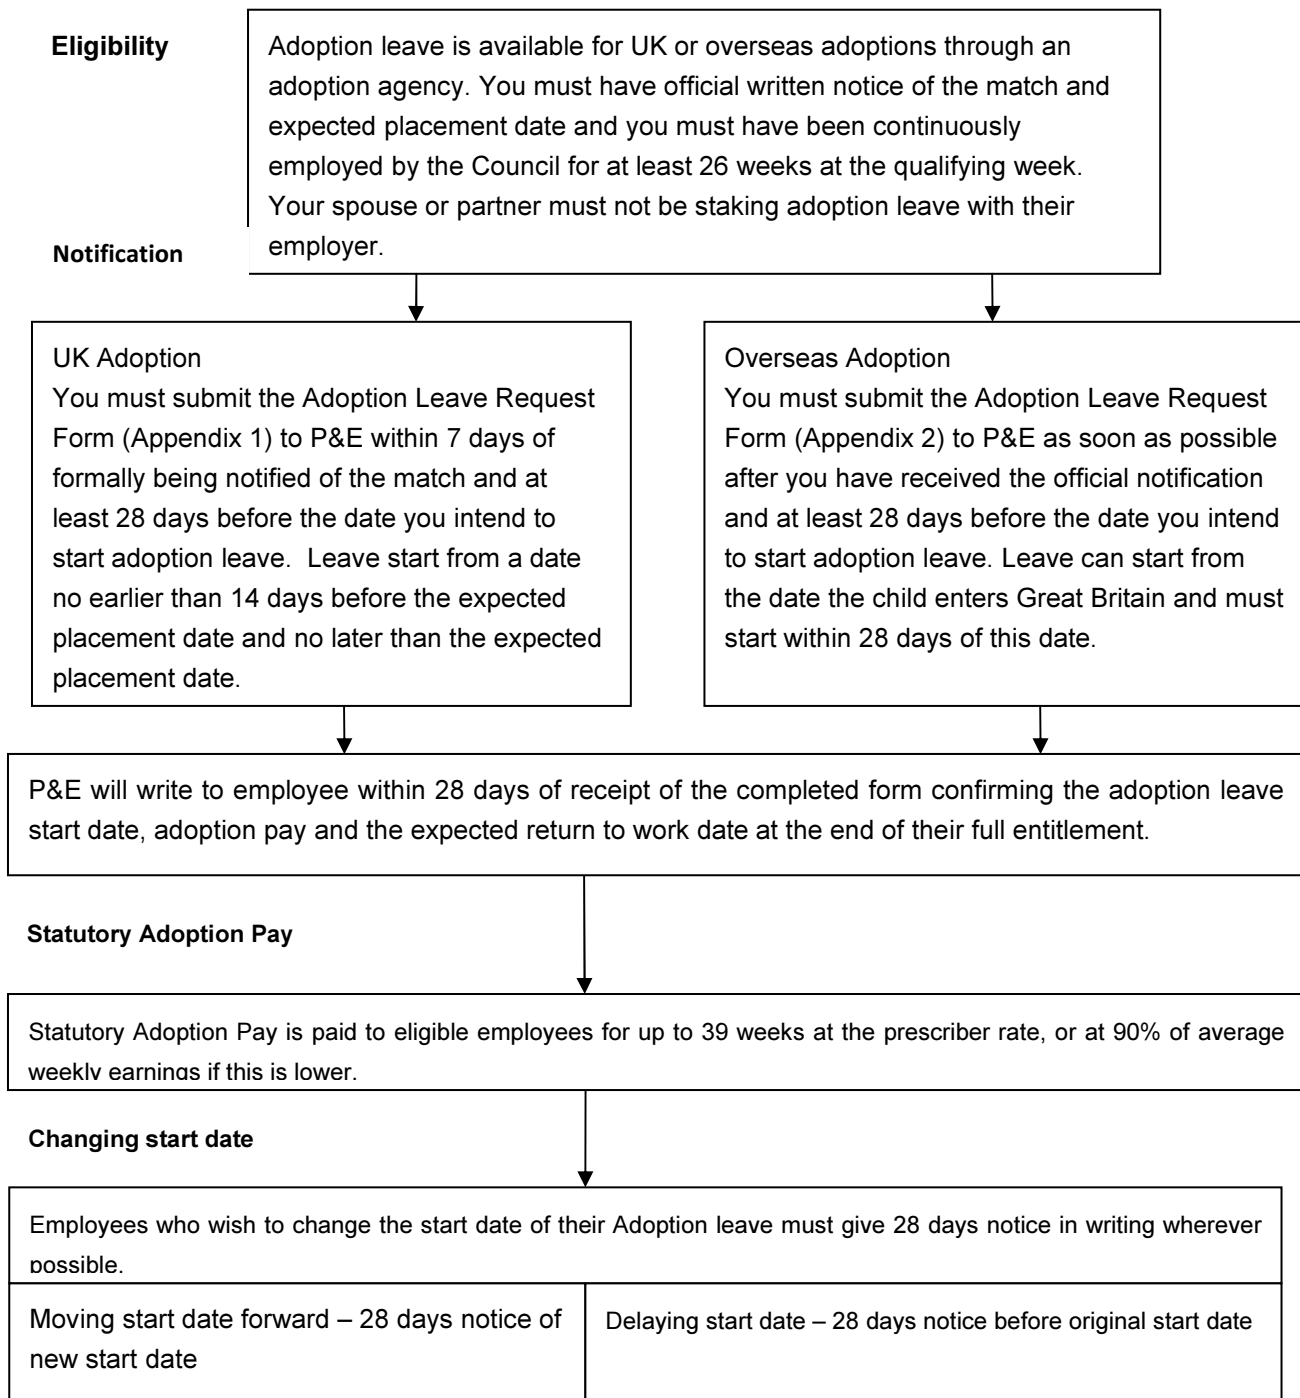 Eligibility
Adoption leave is available for UK or overseas adoptions through an
adoption agency. You must have official written notice of the match and
expected placement date and you must have been continuously
employed by the Council for at least 26 weeks at the qualifying week.
Your spouse or partner must not be staking adoption leave with their
employer.
Notification
UK Adoption
You must submit the Adoption Leave Request
Form (Appendix 1) to P&E within 7 days of
formally being notified of the match and at
least 28 days before the date you intend to
start adoption leave.  Leave start from a date
no earlier than 14 days before the expected
placement date and no later than the expected
placement date.
Overseas Adoption
You must submit the Adoption Leave Request
Form (Appendix 2) to P&E as soon as possible
after you have received the official notification
and at least 28 days before the date you intend
to start adoption leave. Leave can start from
the date the child enters Great Britain and must
start within 28 days of this date.
P&E will write to employee within 28 days of receipt of the completed form confirming the adoption leave
start date, adoption pay and the expected return to work date at the end of their full entitlement.
Statutory Adoption Pay
Statutory Adoption Pay is paid to eligible employees for up to 39 weeks at the prescriber rate, or at 90% of average
weekly earnings if this is lower.
Changing start date
Employees who wish to change the start date of their Adoption leave must give 28 days notice in writing wherever
possible.
Moving start date forward – 28 days notice of
new start date
Delaying start date – 28 days notice before original start date